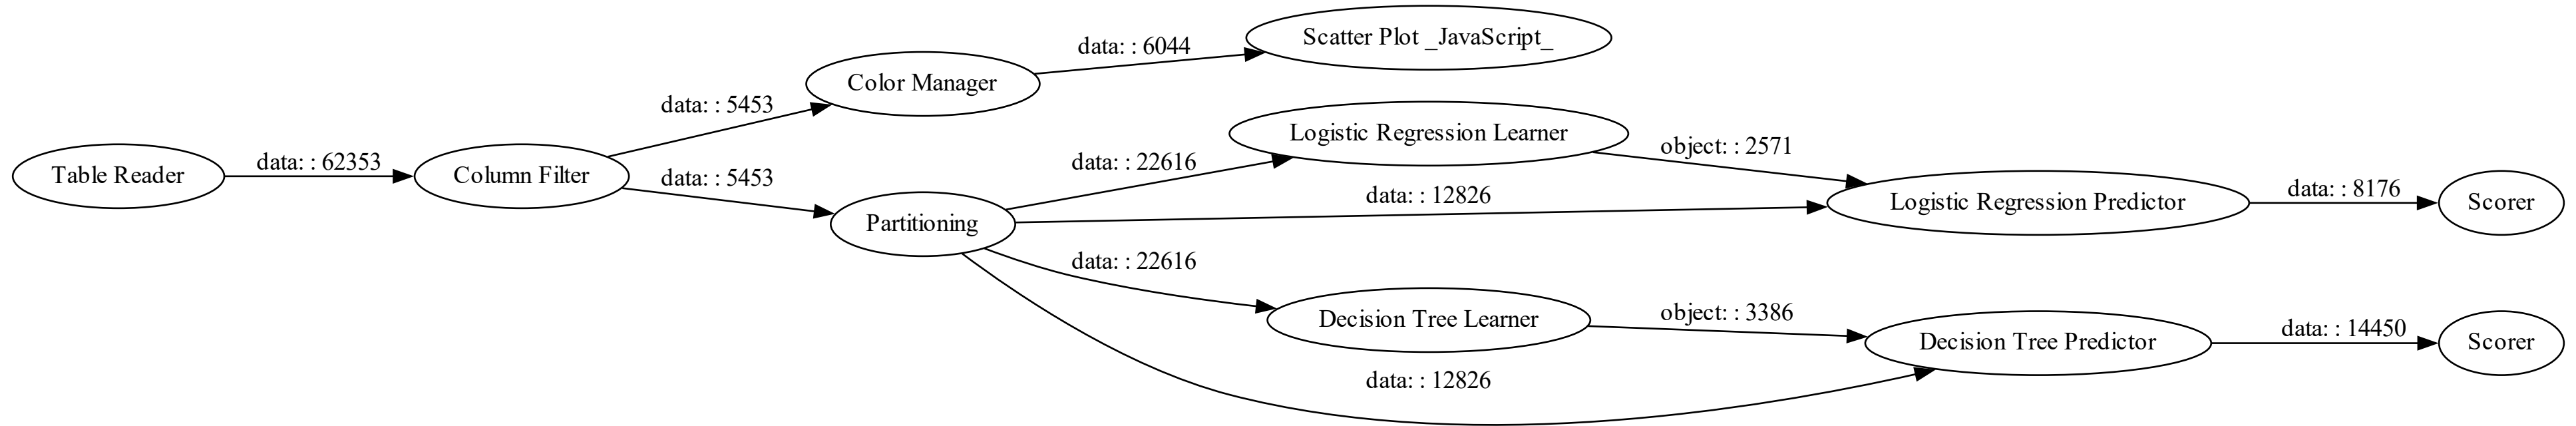 Table Reader
data: : 62353
Column Filter
data: : 5453
Color Manager
data: : 6044
Scatter Plot _JavaScript_
data: : 5453
Partitioning
data: : 22616
Logistic Regression Learner
object: : 2571
data: : 12826
Logistic Regression Predictor
data: : 8176
Scorer
data: : 22616
Decision Tree Learner
object: : 3386
data: : 12826
Decision Tree Predictor
data: : 14450
Scorer